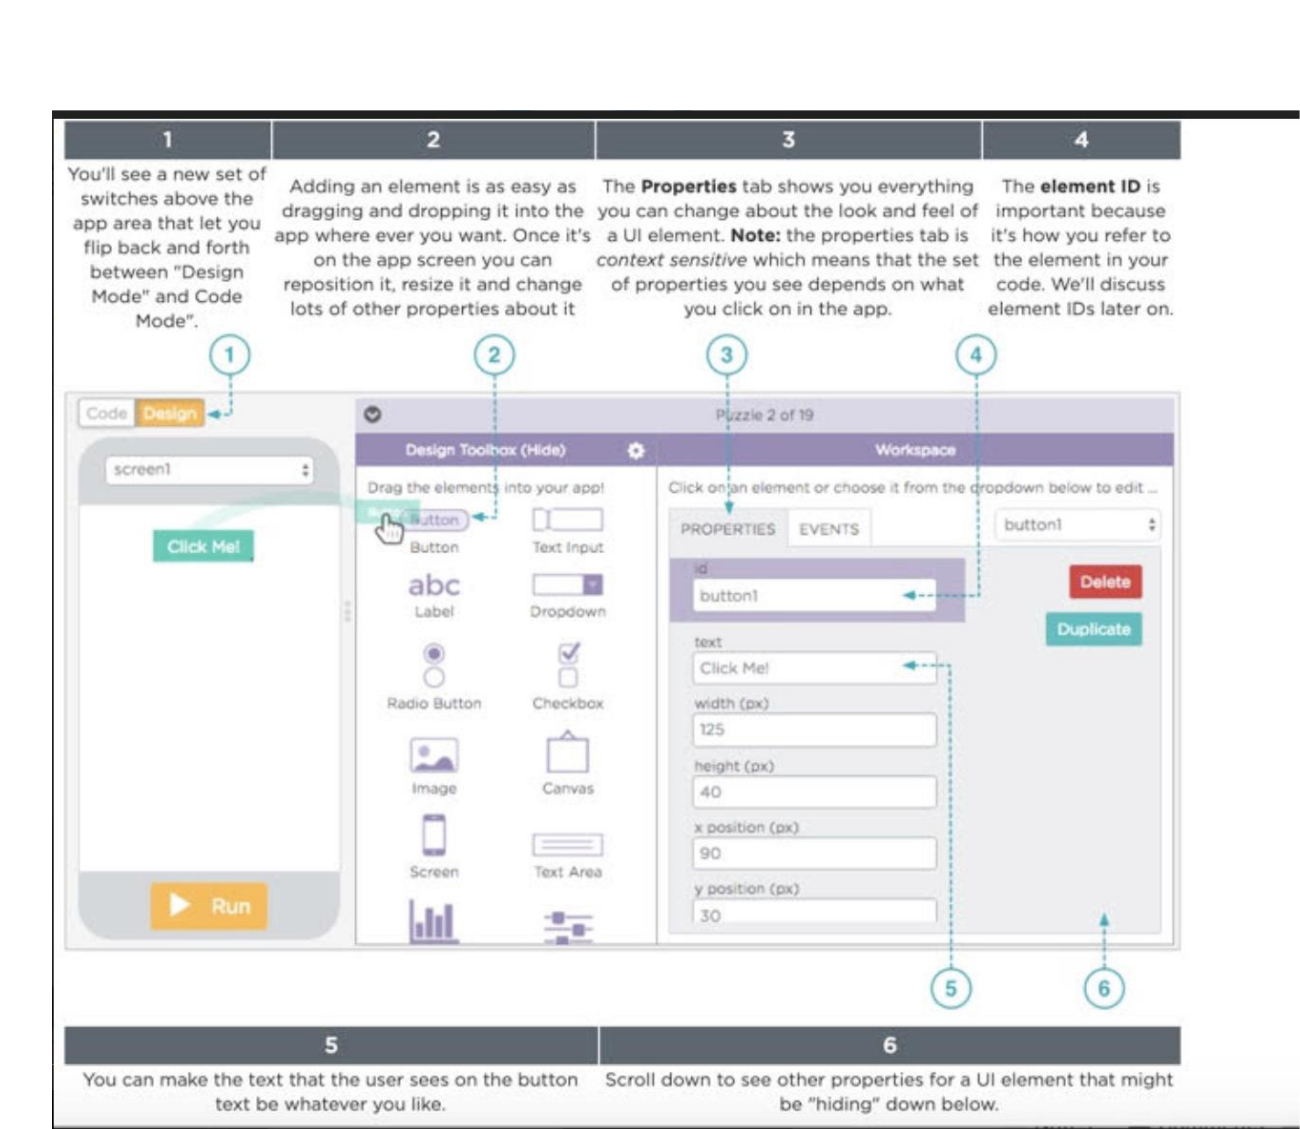 1
You'll see a new set of
switches above the
app area that let you
flip back and forth
between "Design
Mode" and Code
Mode".
2
Adding an element is as easy as
dragging and dropping it into the
app where ever you want. Once it's
on the app screen you can
reposition it, resize it and change
lots of other properties about it
3
The Properties tab shows you everything
you can change about the look and feel of
a UI element. Note: the properties tab is
context sensitive which means that the set
of properties you see depends on what
you click on in the app.
4
The element ID is
important because
it's how you refer to
the element in your
code. We'll discuss
element IDs later on.
1
2
3
4
Code Design
Puzzle 2 of 19
Design Toolbox (Hide)
Workspace
screen1
Click Me!
Run
Drag the elements into your app!
Button
Button
Text Input
abc
Label
Dropdown
Radio Button
Checkbox
Image
Canvas
Screen
Text Area
Click on an element or choose it from the dropdown below to edit ...
PROPERTIES
EVENTS
button1
id
button1
Delete
Duplicate
text
Click Me!
width (px)
125
height (px)
40
x position (px)
90
y position (px)
30
5
6
5
You can make the text that the user sees on the button
text be whatever you like.
6
Scroll down to see other properties for a UI element that might
be "hiding" down below.